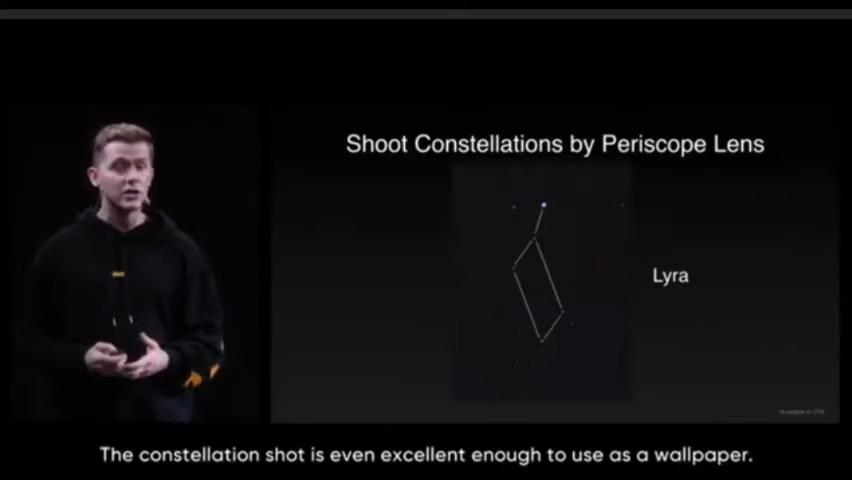 Shoot Constellations by Periscope Lens
Lyra
The constellation shot is even excellent enough to use as a wallpaper.